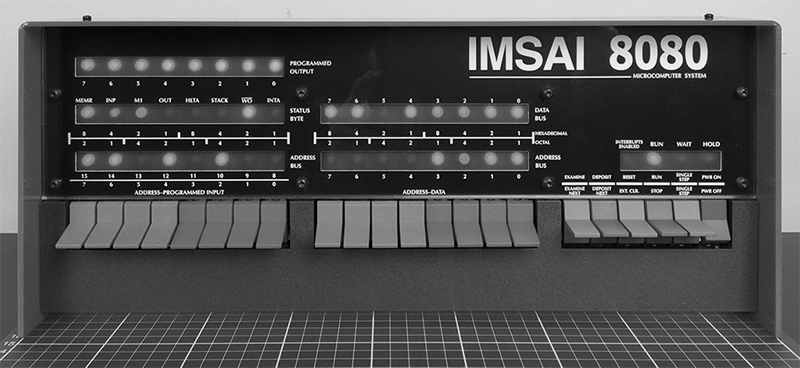 IMSAI 8080
MICROCOMPUTER SYSTEM
PROGRAMMED
OUTPUT
7 6 5 4 3 2 1 0
MEMR INP M1 OUT HLTA STACK WO INTA
STATUS
BYTE
7 6 5 4 3 2 1 0
DATA
BUS
8 4 2 1 8 4 2 1
2 1 4 2 1 4 2 1
8 4 2 1 8 4 2 1
2 1 4 2 1 4 2 1
HEXADECIMAL
OCTAL
ADDRESS
BUS
15 14 13 12 11 10 9 8
7 6 5 4 3 2 1 0
ADDRESS-PROGRAMMED INPUT
7 6 5 4 3 2 1 0
ADDRESS
BUS
ADDRESS-DATA
INTERRUPTS
ENABLED
RUN WAIT HOLD
EXAMINE DEPOSIT RESET RUN SINGLE STEP PWR ON
EXAMINE NEXT DEPOSIT NEXT EXT. CLR. STOP SINGLE STEP PWR OFF